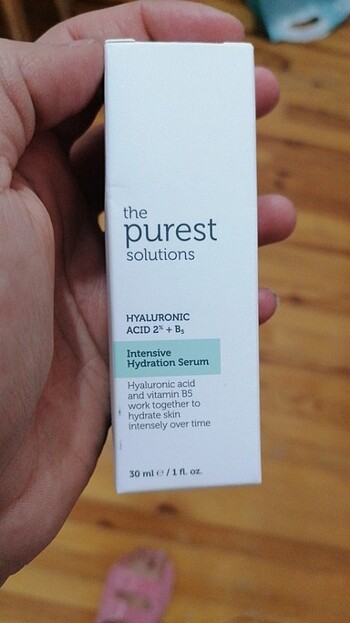 the
purest
solutions
HYALURONIC
ACID 2% + B₅
Intensive
Hydration Serum
Hyaluronic acid
and vitamin B5
work together to
hydrate skin
intensely over time
30 ml ℮ / 1 fl. oz.